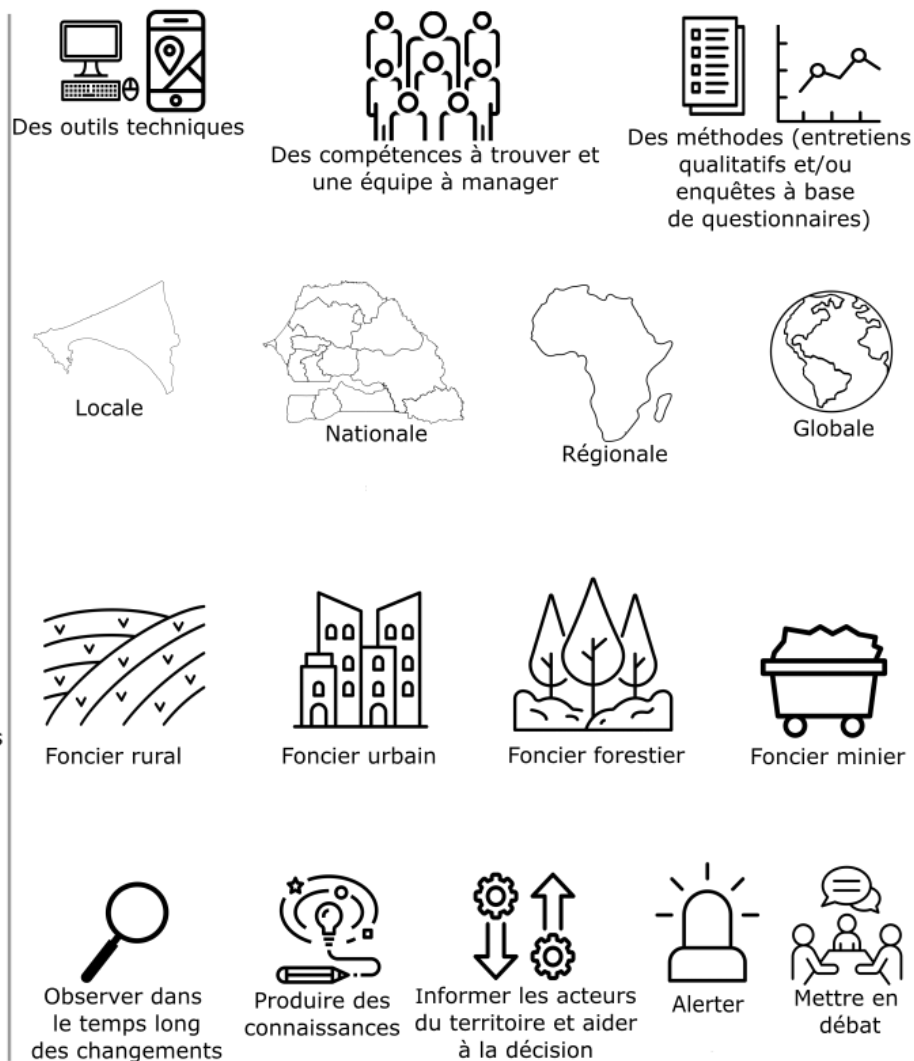 Des outils techniques
Des compétences à trouver et
une équipe à manager
Des méthodes (entretiens
qualitatifs et/ou
enquêtes à base
de questionnaires)
Locale
Nationale
Régionale
Globale
s
Foncier rural
Foncier urbain
Foncier forestier
Foncier minier
Observer dans
le temps long
des changements
Produire des
connaissances
Informer les acteurs
du territoire et aider
à la décision
Alerter
Mettre en
débat